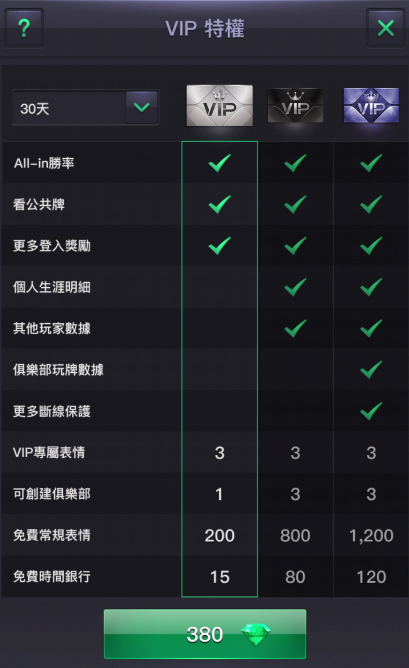 ?
VIP 特權
30天
VIP VIP VIP
All-in勝率
看公共牌
更多登入獎勵
個人生涯明細
其他玩家數據
俱樂部玩牌數據
更多斷線保護
VIP專屬表情 3 3 3
可創建俱樂部 1 3 3
免費常規表情 200 800 1,200
免費時間銀行 15 80 120
380